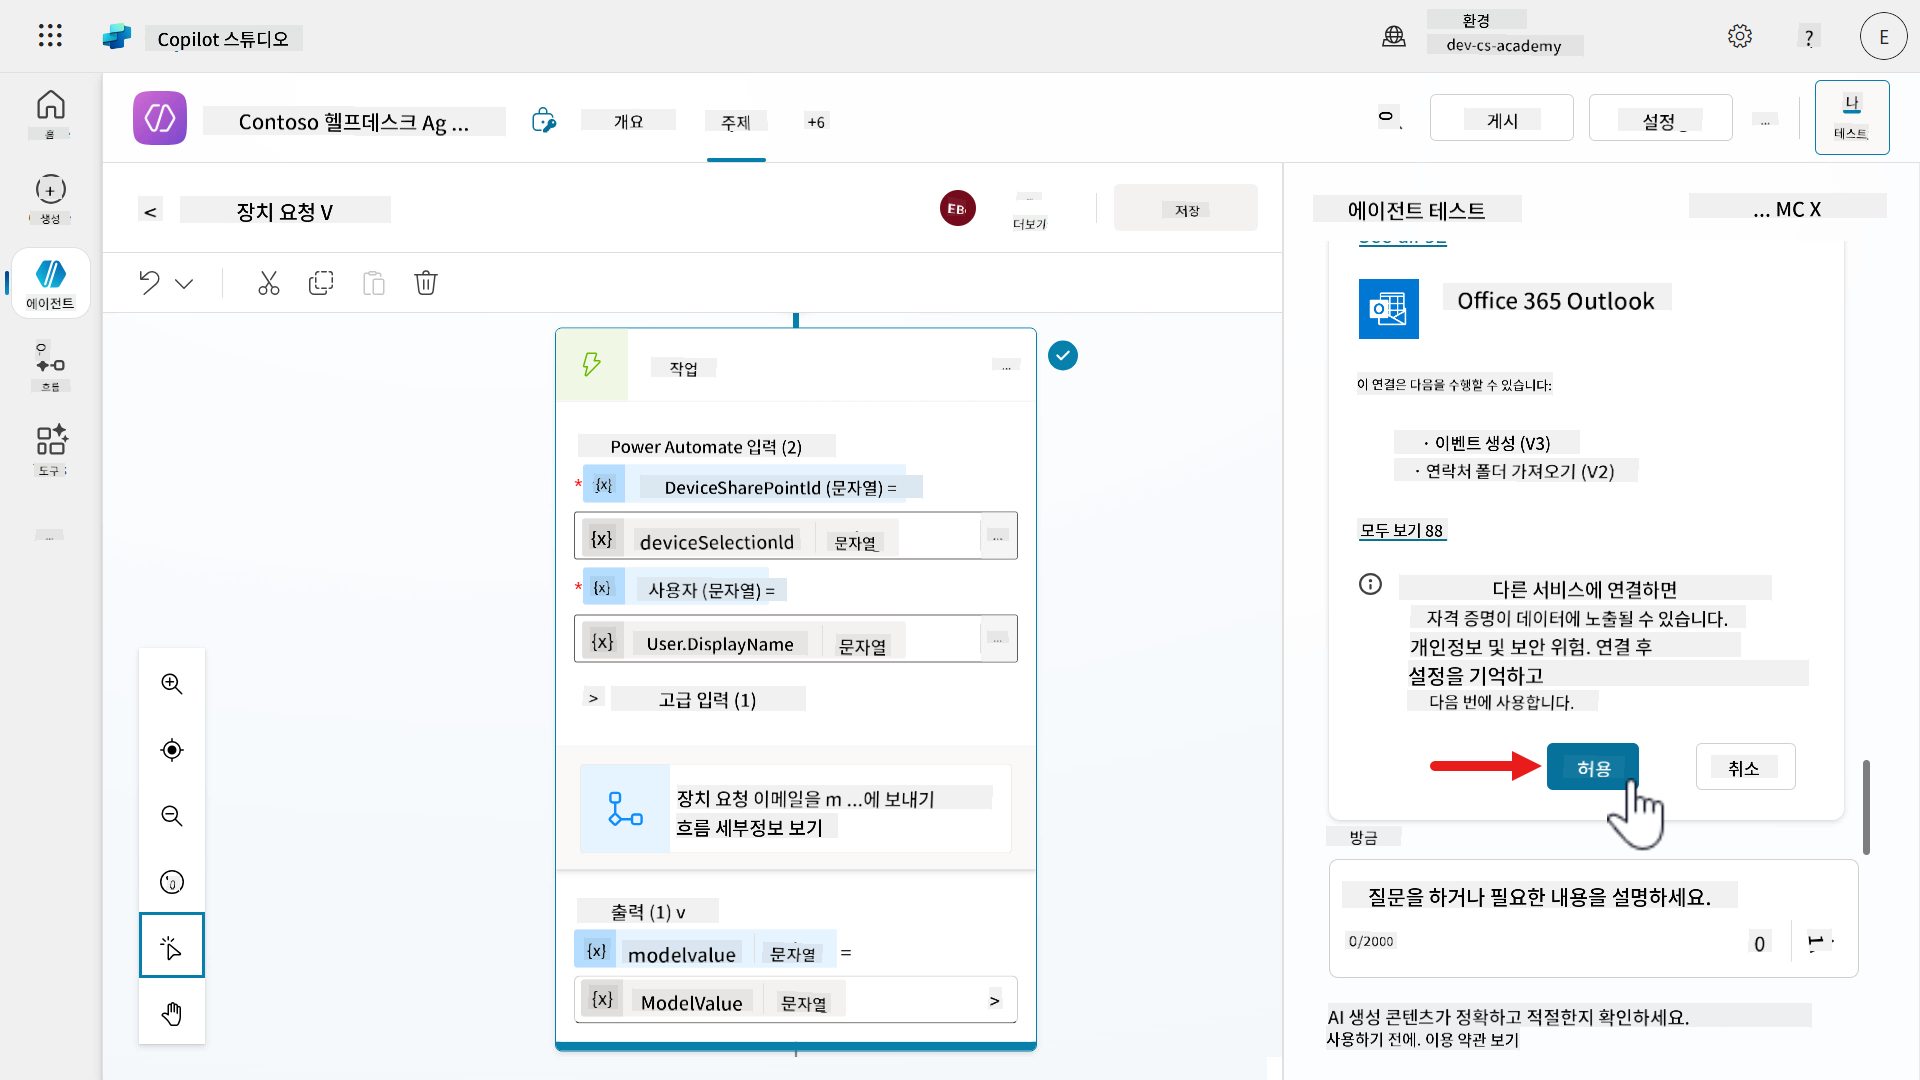 Copilot 스튜디오
환경
dev-cs-academy
?
E
홈
생성
에이전트
흐름
도구
...
Contoso 헬프데스크 Ag ...
개요
주제
+6
게시
설정
...
나
테스트
<
장치 요청 V
EB
더보기
저장
작업
...
Power Automate 입력 (2)
* {x} DeviceSharePointId (문자열) =
{x} deviceSelectionId 문자열 ...
* {x} 사용자 (문자열) =
{x} User.DisplayName 문자열 ...
> 고급 입력 (1)
장치 요청 이메일을 m ...에 보내기
흐름 세부정보 보기
출력 (1) v
{x} modelvalue 문자열 =
{x} ModelValue 문자열 >
에이전트 테스트
... MC X
Office 365 Outlook
이 연결은 다음을 수행할 수 있습니다:
· 이벤트 생성 (V3)
· 연락처 폴더 가져오기 (V2)
모두 보기 88
다른 서비스에 연결하면
자격 증명이 데이터에 노출될 수 있습니다.
개인정보 및 보안 위험. 연결 후
설정을 기억하고
다음 번에 사용합니다.
허용
취소
방금
질문을 하거나 필요한 내용을 설명하세요.
0/2000
0
AI 생성 콘텐츠가 정확하고 적절한지 확인하세요.
사용하기 전에. 이용 약관 보기